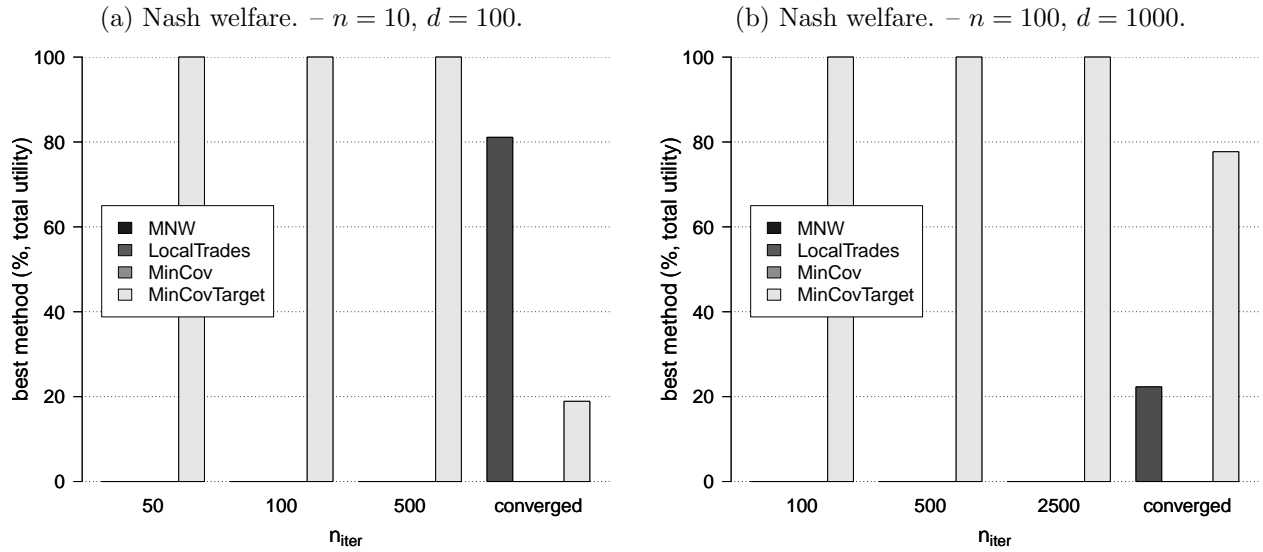 (a) Nash welfare. – n = 10, d = 100.
best method (%, total utility)
100
80
60
40
20
0
MNW
LocalTrades
MinCov
MinCovTarget
50 100 500 converged
n_iter
(b) Nash welfare. – n = 100, d = 1000.
best method (%, total utility)
100
80
60
40
20
0
MNW
LocalTrades
MinCov
MinCovTarget
100 500 2500 converged
n_iter